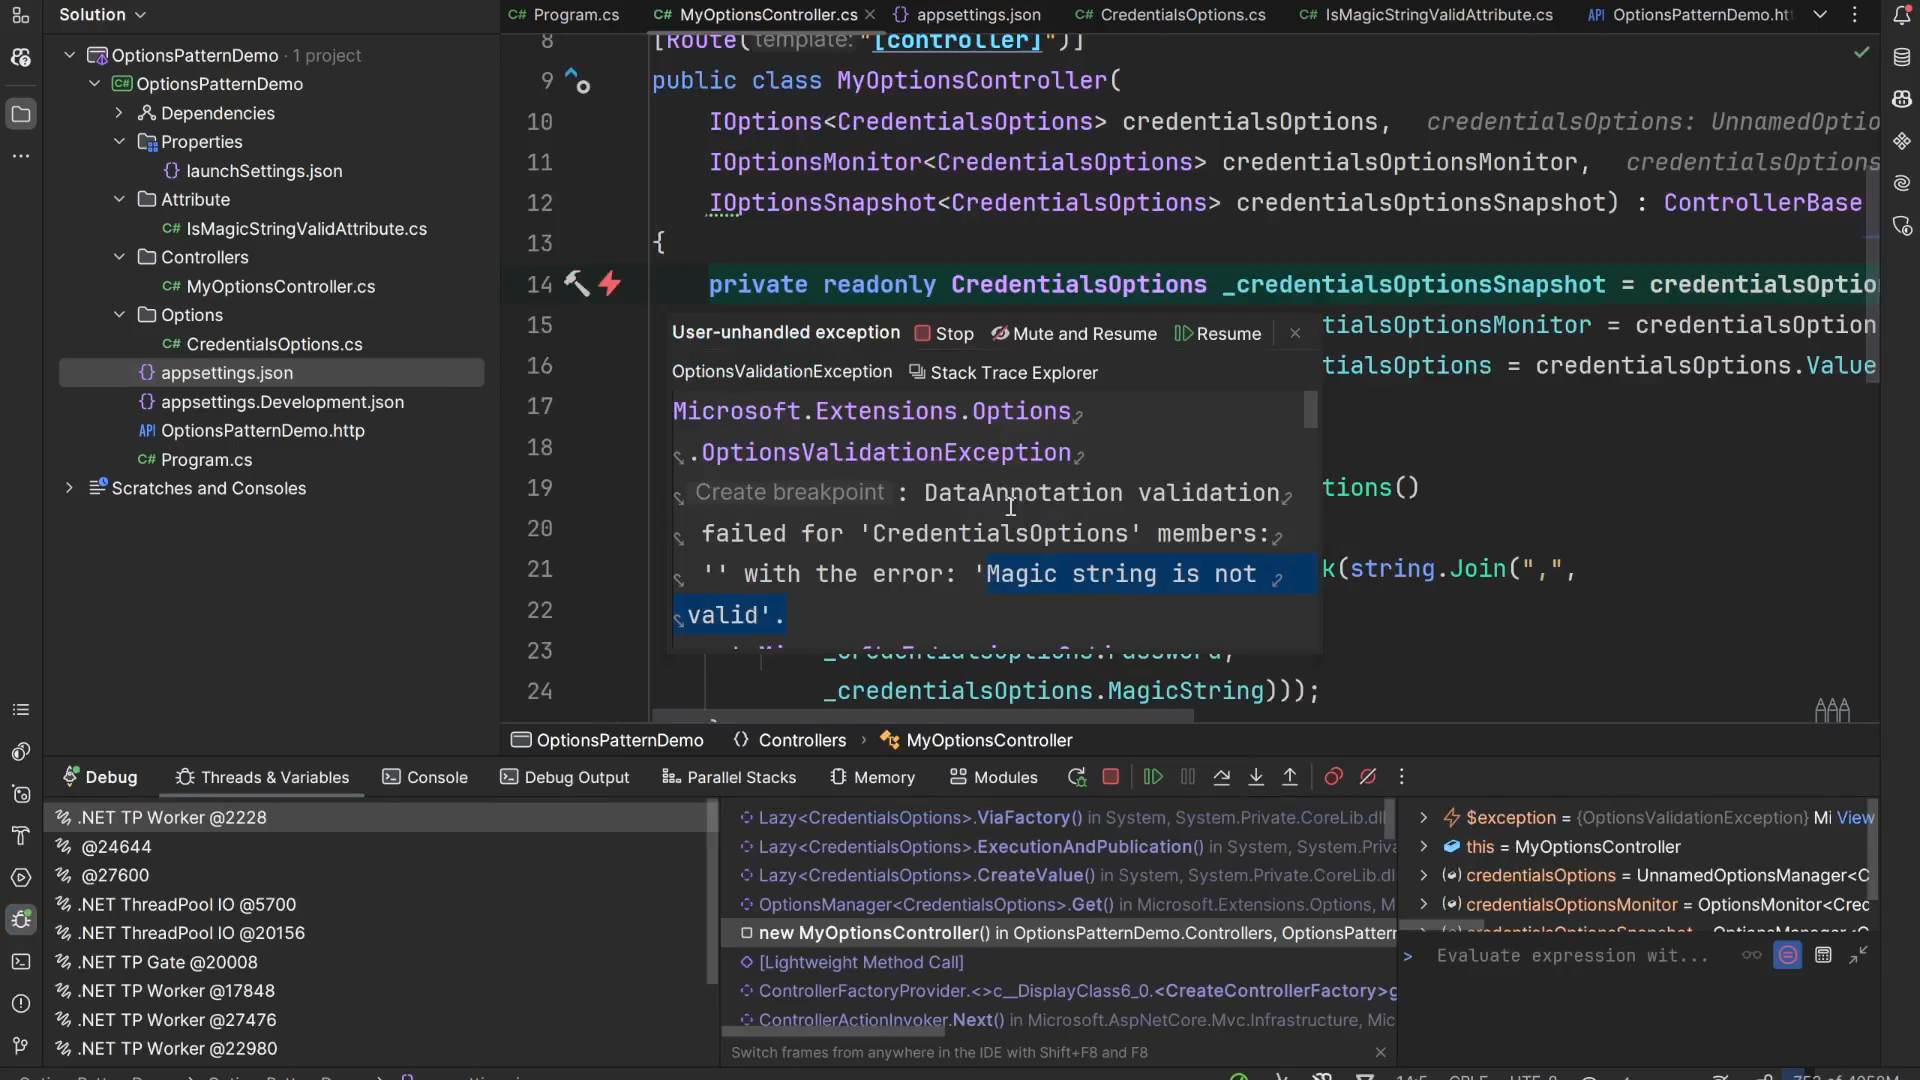 Solution
Program.cs
MyOptionsController.cs
appsettings.json
CredentialsOptions.cs
IsMagicStringValidAttribute.cs
OptionsPatternDemo.ht
OptionsPatternDemo · 1 project
OptionsPatternDemo
Dependencies
Properties
launchSettings.json
Attribute
C# IsMagicStringValidAttribute.cs
Controllers
C# MyOptionsController.cs
Options
C# CredentialsOptions.cs
appsettings.json
appsettings.Development.json
API OptionsPatternDemo.http
C# Program.cs
Scratches and Consoles
8 [Route(template:"[controller]")]
9 public class MyOptionsController(
10 IOptions<CredentialsOptions> credentialsOptions, credentialsOptions: UnnamedOptio
11 IOptionsMonitor<CredentialsOptions> credentialsOptionsMonitor, credentialsOptions
12 IOptionsSnapshot<CredentialsOptions> credentialsOptionsSnapshot) : ControllerBase
13 {
14 private readonly CredentialsOptions _credentialsOptionsSnapshot = credentialsOptio
15 tialsOptionsMonitor = credentialsOption
16 tialsOptions = credentialsOptions.Value
17
18
19 tions()
20
21 k(string.Join(",",
22
23 _credentialsOptions.Password,
24 _credentialsOptions.MagicString)));
User-unhandled exception Stop Mute and Resume Resume
OptionsValidationException Stack Trace Explorer
Microsoft.Extensions.Options
.OptionsValidationException
Create breakpoint : DataAnnotation validation
failed for 'CredentialsOptions' members:
'' with the error: 'Magic string is not
valid'.
OptionsPatternDemo Controllers › MyOptionsController
Debug Threads & Variables Console Debug Output Parallel Stacks Memory Modules
.NET TP Worker @2228
@24644
@27600
.NET ThreadPool IO @5700
.NET ThreadPool IO @20156
.NET TP Gate @20008
.NET TP Worker @17848
.NET TP Worker @27476
.NET TP Worker @22980
Lazy<CredentialsOptions>.ViaFactory() in System, System.Private.CoreLib.dll
Lazy<CredentialsOptions>.ExecutionAndPublication() in System, System.Priva
Lazy<CredentialsOptions>.CreateValue() in System, System.Private.CoreLib.dl
OptionsManager<CredentialsOptions>.Get() in Microsoft.Extensions.Options, M
new MyOptionsController() in OptionsPatternDemo.Controllers, OptionsPattern
[Lightweight Method Call]
ControllerFactoryProvider.<>c__DisplayClass6_0.<CreateControllerFactory>g
ControllerActionInvoker.Next() in Microsoft.AspNetCore.Mvc.Infrastructure, Mic
Switch frames from anywhere in the IDE with Shift+F8 and F8
$exception = {OptionsValidationException} Mi View
this = MyOptionsController
credentialsOptions = UnnamedOptionsManager<C
credentialsOptionsMonitor = OptionsMonitor<Cred
> Evaluate expression wit...